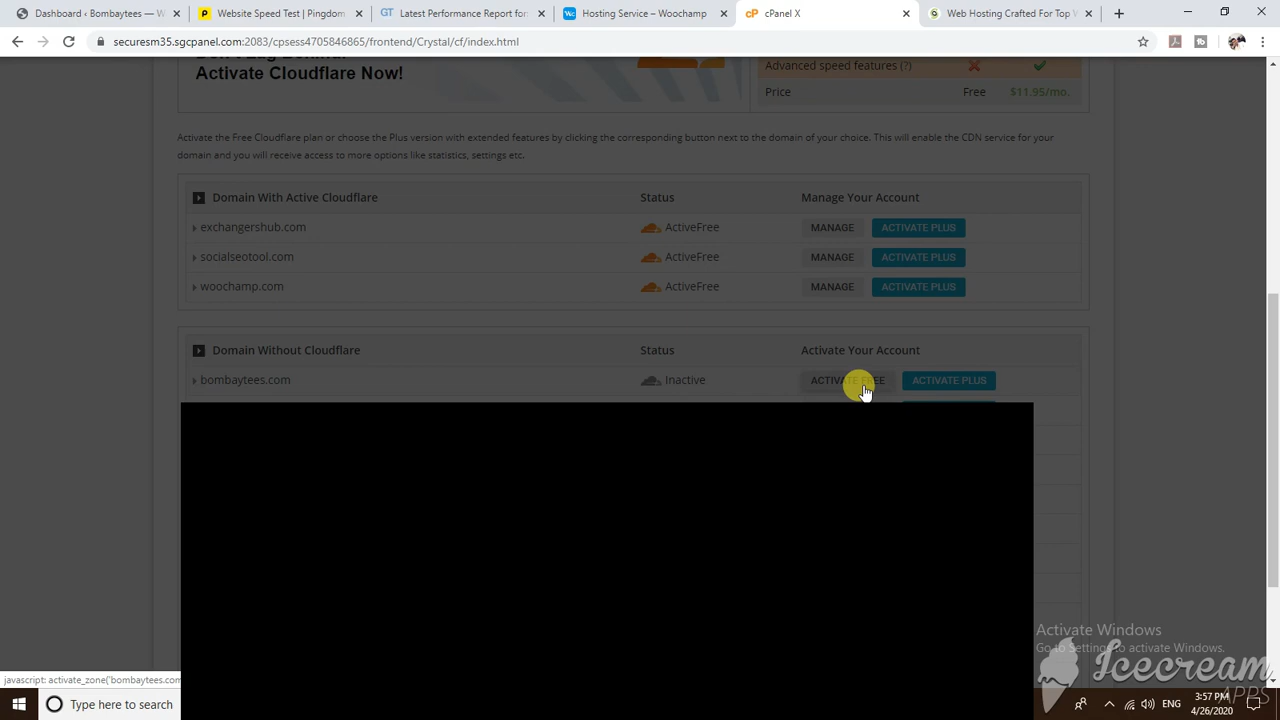 Dashboard ‹ Bombaytees — W
Website Speed Test | Pingdom
Latest Performance Report for
Hosting Service – Woochamp
cPanel X
Web Hosting Crafted For Top W
securesm35.sgcpanel.com:2083/cpsess4705846865/frontend/Crystal/cf/index.html
Activate Cloudflare Now!
Advanced speed features (?)
Price Free $11.95/mo.
Activate the Free Cloudflare plan or choose the Plus version with extended features by clicking the corresponding button next to the domain of your choice. This will enable the CDN service for your
domain and you will receive access to more options like statistics, settings etc.
Domain With Active Cloudflare Status Manage Your Account
exchangershub.com ActiveFree MANAGE ACTIVATE PLUS
socialseotool.com ActiveFree MANAGE ACTIVATE PLUS
woochamp.com ActiveFree MANAGE ACTIVATE PLUS
Domain Without Cloudflare Status Activate Your Account
bombaytees.com Inactive ACTIVATE FREE ACTIVATE PLUS
Activate Windows
Go to Settings to activate Windows.
Icecream
APPS
javascript: activate_zone('bombaytees.com
Type here to search
ENG
3:57 PM
4/26/2020